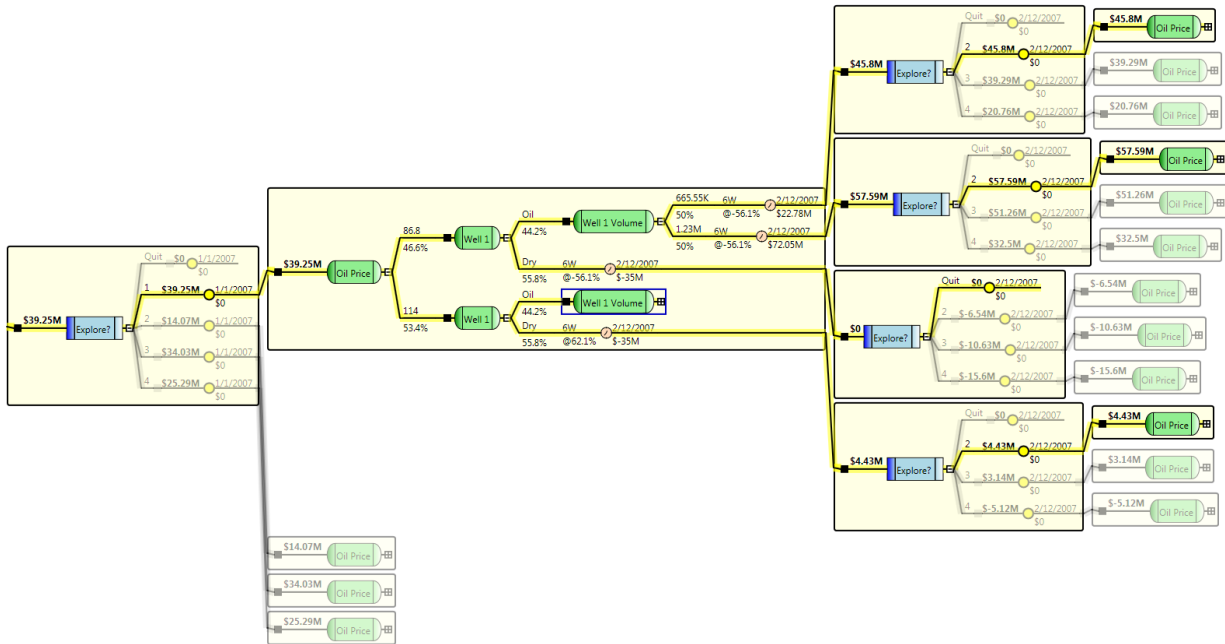 Quit $0 2/12/2007
$0
2 $45.8M 2/12/2007
$0
3 $39.29M 2/12/2007
$0
4 $20.76M 2/12/2007
$0
$45.8M Explore?
$45.8M Oil Price
$39.29M Oil Price
$20.76M Oil Price
Quit $0 2/12/2007
$0
2 $57.59M 2/12/2007
$0
3 $51.26M 2/12/2007
$0
4 $32.5M 2/12/2007
$0
$57.59M Explore?
$57.59M Oil Price
$51.26M Oil Price
$32.5M Oil Price
665.55K 6W 2/12/2007
50% @-56.1% $22.78M
1.23M 6W 2/12/2007
50% @-56.1% $72.05M
Oil
44.2%
Well 1 Volume
86.8
46.6%
Well 1
Dry 6W 2/12/2007
55.8% @-56.1% $-35M
$39.25M Oil Price
Oil
44.2%
Well 1 Volume
114
53.4%
Well 1
Dry 6W 2/12/2007
55.8% @62.1% $-35M
Quit $0 1/1/2007
$0
1 $39.25M 1/1/2007
$0
2 $14.07M 1/1/2007
$0
3 $34.03M 1/1/2007
$0
4 $25.29M 1/1/2007
$0
$39.25M Explore?
Quit $0 2/12/2007
$0
2 $-6.54M 2/12/2007
$0
3 $-10.63M 2/12/2007
$0
4 $-15.6M 2/12/2007
$0
$0 Explore?
$-6.54M Oil Price
$-10.63M Oil Price
$-15.6M Oil Price
Quit $0 2/12/2007
$0
2 $4.43M 2/12/2007
$0
3 $3.14M 2/12/2007
$0
4 $-5.12M 2/12/2007
$0
$4.43M Explore?
$4.43M Oil Price
$3.14M Oil Price
$-5.12M Oil Price
$14.07M Oil Price
$34.03M Oil Price
$25.29M Oil Price